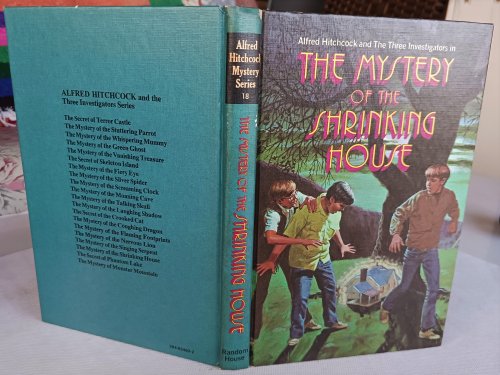 ALFRED HITCHCOCK and the
Three Investigators Series
The Secret of Terror Castle
The Mystery of the Stuttering Parrot
The Mystery of the Whispering Mummy
The Mystery of the Green Ghost
The Mystery of the Vanishing Treasure
The Secret of Skeleton Island
The Mystery of the Fiery Eye
The Mystery of the Silver Spider
The Mystery of the Screaming Clock
The Mystery of the Moaning Cave
The Mystery of the Talking Skull
The Mystery of the Laughing Shadow
The Secret of the Crooked Cat
The Mystery of the Coughing Dragon
The Mystery of the Flaming Footprints
The Mystery of the Nervous Lion
The Mystery of the Singing Serpent
The Mystery of the Shrinking House
The Secret of Phantom Lake
The Mystery of Monster Mountain
Alfred
Hitchcock
Mystery
Series
18
THE MYSTERY OF THE SHRINKING HOUSE
Random
House
Alfred Hitchcock and The Three Investigators in
THE MYSTERY
OF THE
SHRINKING
HOUSE